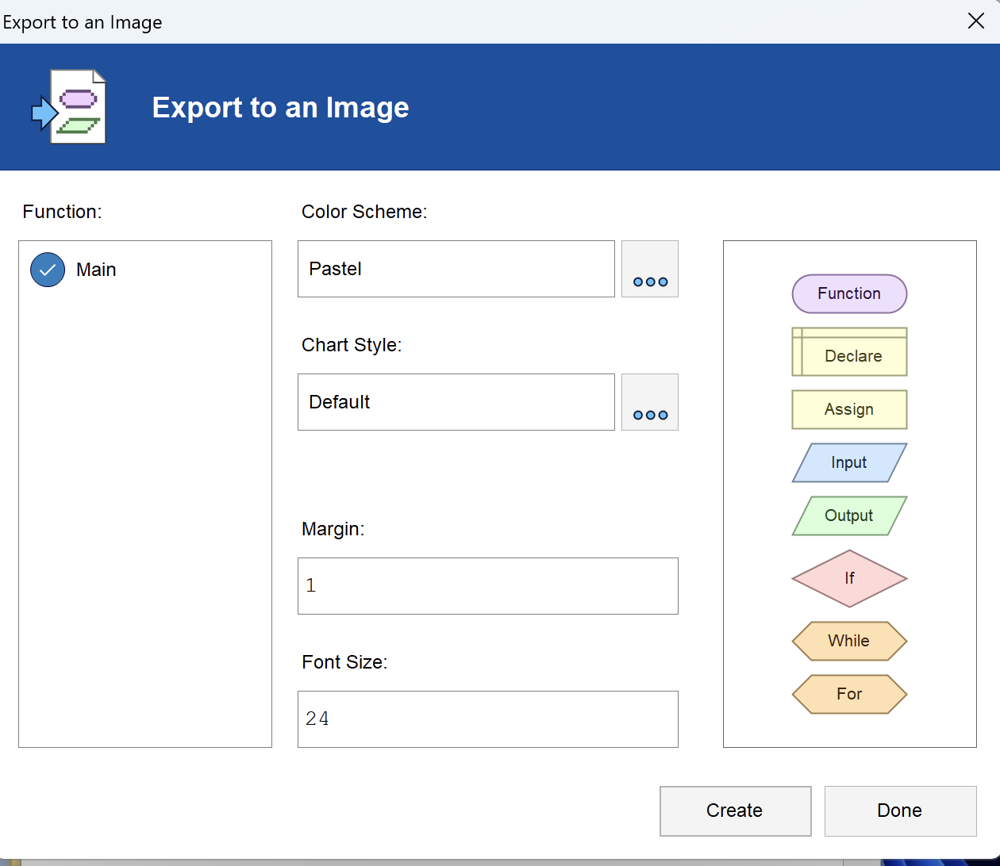 Export to an Image
Export to an Image
Function:
Main
Color Scheme:
Pastel
Chart Style:
Default
Margin:
1
Font Size:
24
Function
Declare
Assign
Input
Output
If
While
For
Create
Done